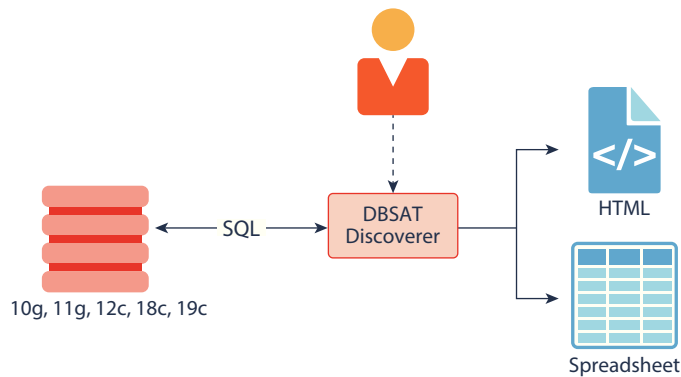 </>
HTML
SQL
DBSAT
Discoverer
10g, 11g, 12c, 18c, 19c
Spreadsheet